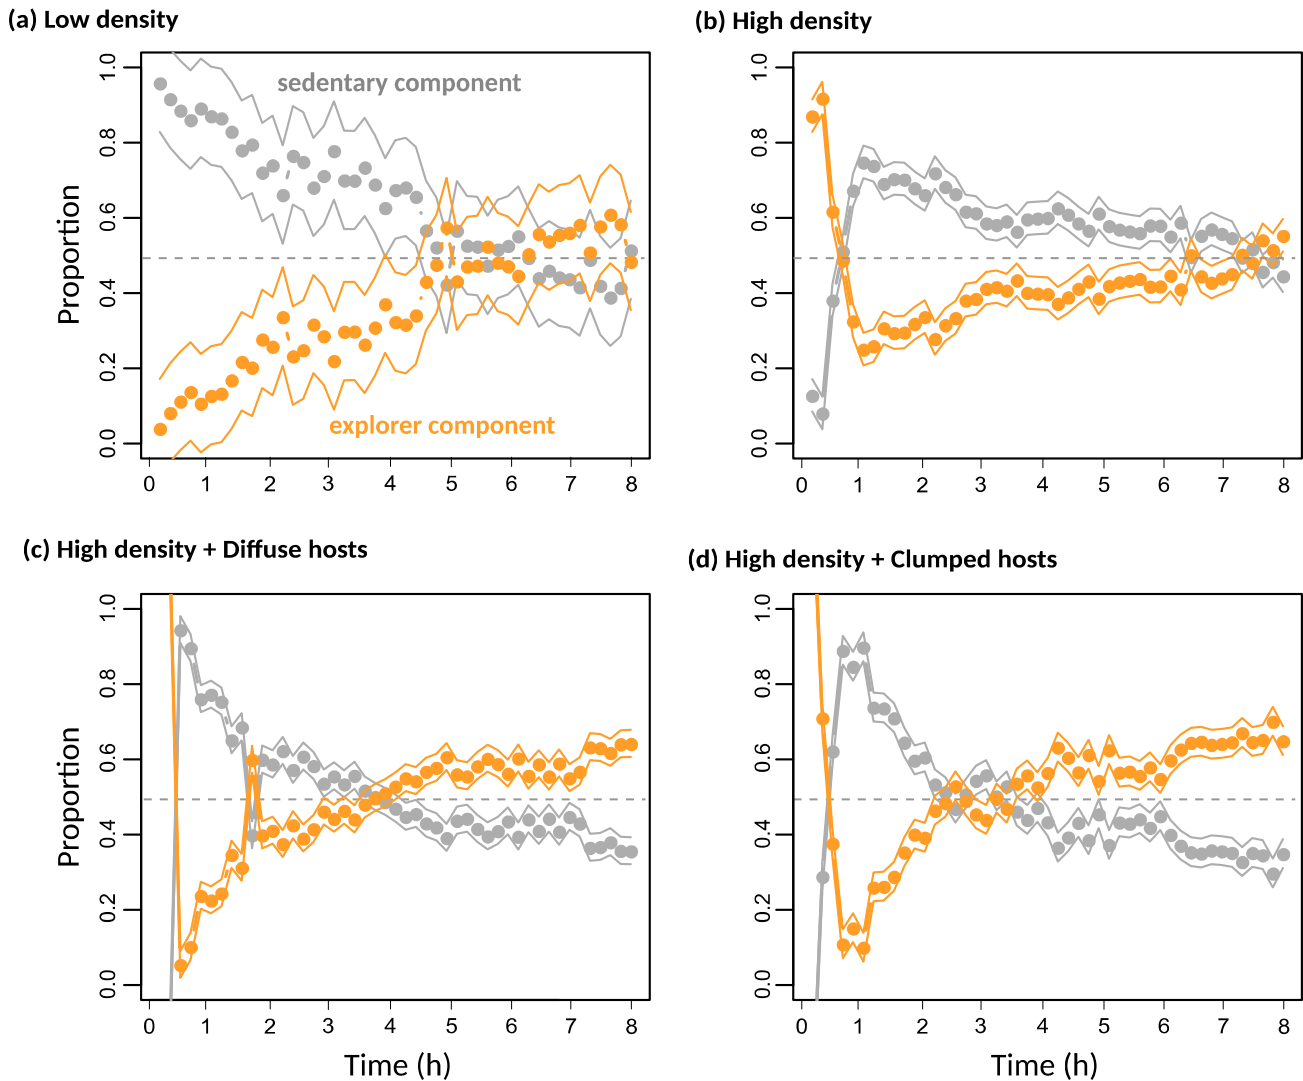 (a) Low density
(b) High density
1.0
0.8
0.6
0.4
0.2
0.0
Proportion
sedentary component
explorer component
0 1 2 3 4 5 6 7 8
1.0
0.8
0.6
0.4
0.2
0.0
0 1 2 3 4 5 6 7 8
(c) High density + Diffuse hosts
(d) High density + Clumped hosts
1.0
0.8
0.6
0.4
0.2
0.0
Proportion
0 1 2 3 4 5 6 7 8
Time (h)
1.0
0.8
0.6
0.4
0.2
0.0
0 1 2 3 4 5 6 7 8
Time (h)